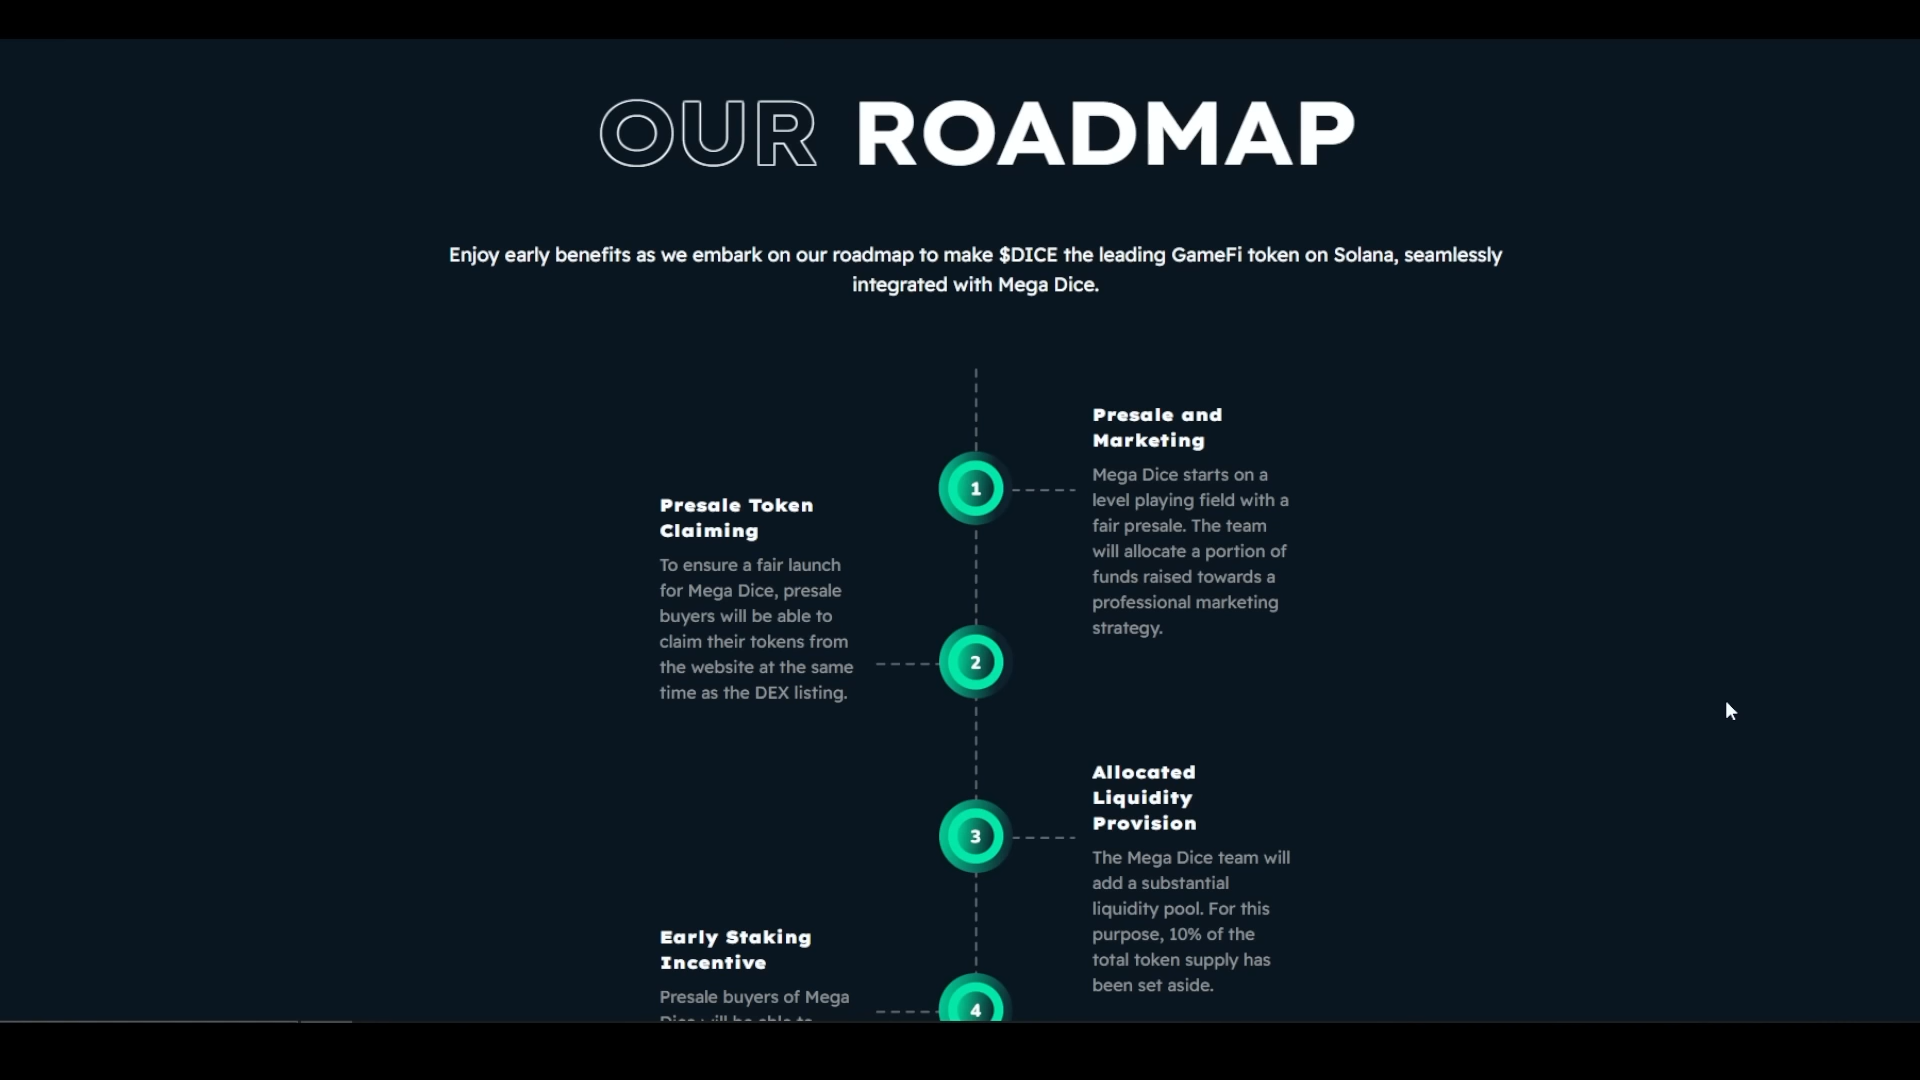 OUR ROADMAP
Enjoy early benefits as we embark on our roadmap to make $DICE the leading GameFi token on Solana, seamlessly
integrated with Mega Dice.
1
Presale and
Marketing
Mega Dice starts on a
level playing field with a
fair presale. The team
will allocate a portion of
funds raised towards a
professional marketing
strategy.
2
Presale Token
Claiming
To ensure a fair launch
for Mega Dice, presale
buyers will be able to
claim their tokens from
the website at the same
time as the DEX listing.
3
Allocated
Liquidity
Provision
The Mega Dice team will
add a substantial
liquidity pool. For this
purpose, 10% of the
total token supply has
been set aside.
4
Early Staking
Incentive
Presale buyers of Mega
Dice will be able to